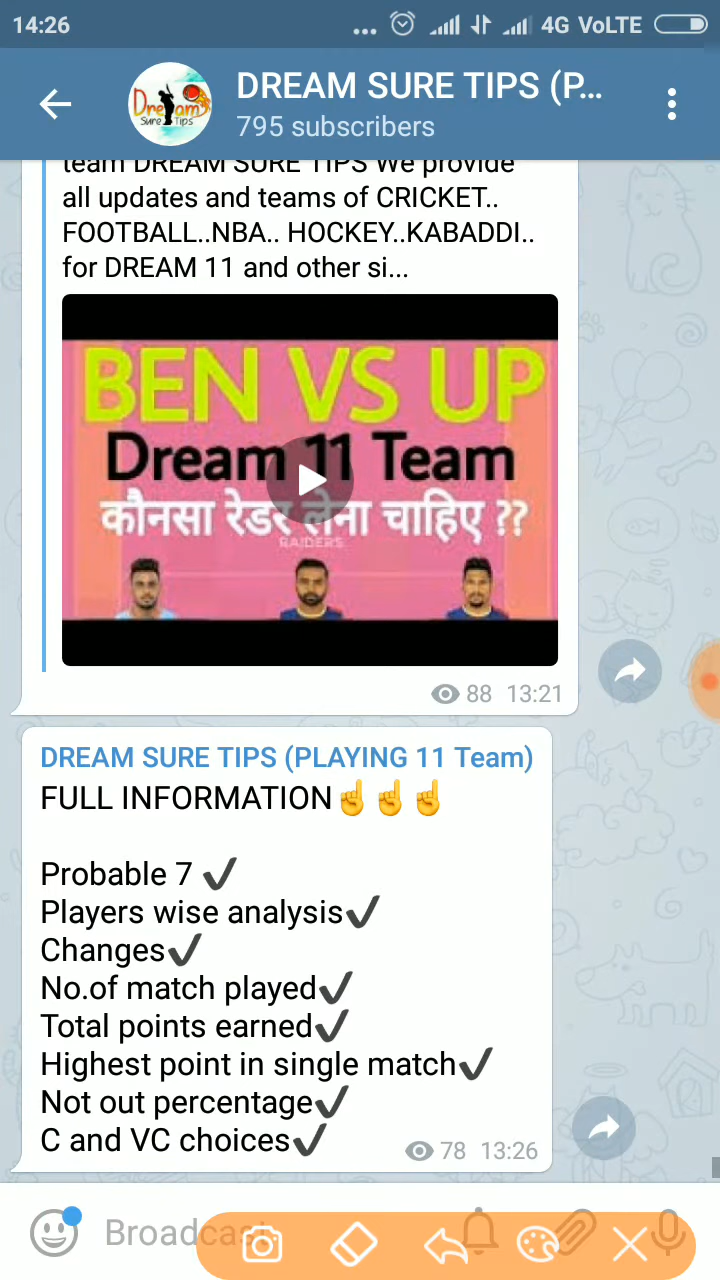 14:26
4G VoLTE
Dream
Sure Tips
DREAM SURE TIPS (P...
795 subscribers
team DREAM SURE TIPS We provide
all updates and teams of CRICKET..
FOOTBALL..NBA.. HOCKEY..KABADDI..
for DREAM 11 and other si...
BEN VS UP
Dream 11 Team
कौनसा रेडर लेना चाहिए ??
RAIDERS
88 13:21
DREAM SURE TIPS (PLAYING 11 Team)
FULL INFORMATION☝☝☝
Probable 7 ✔
Players wise analysis✔
Changes✔
No.of match played✔
Total points earned✔
Highest point in single match✔
Not out percentage✔
C and VC choices✔
78 13:26
Broadcast